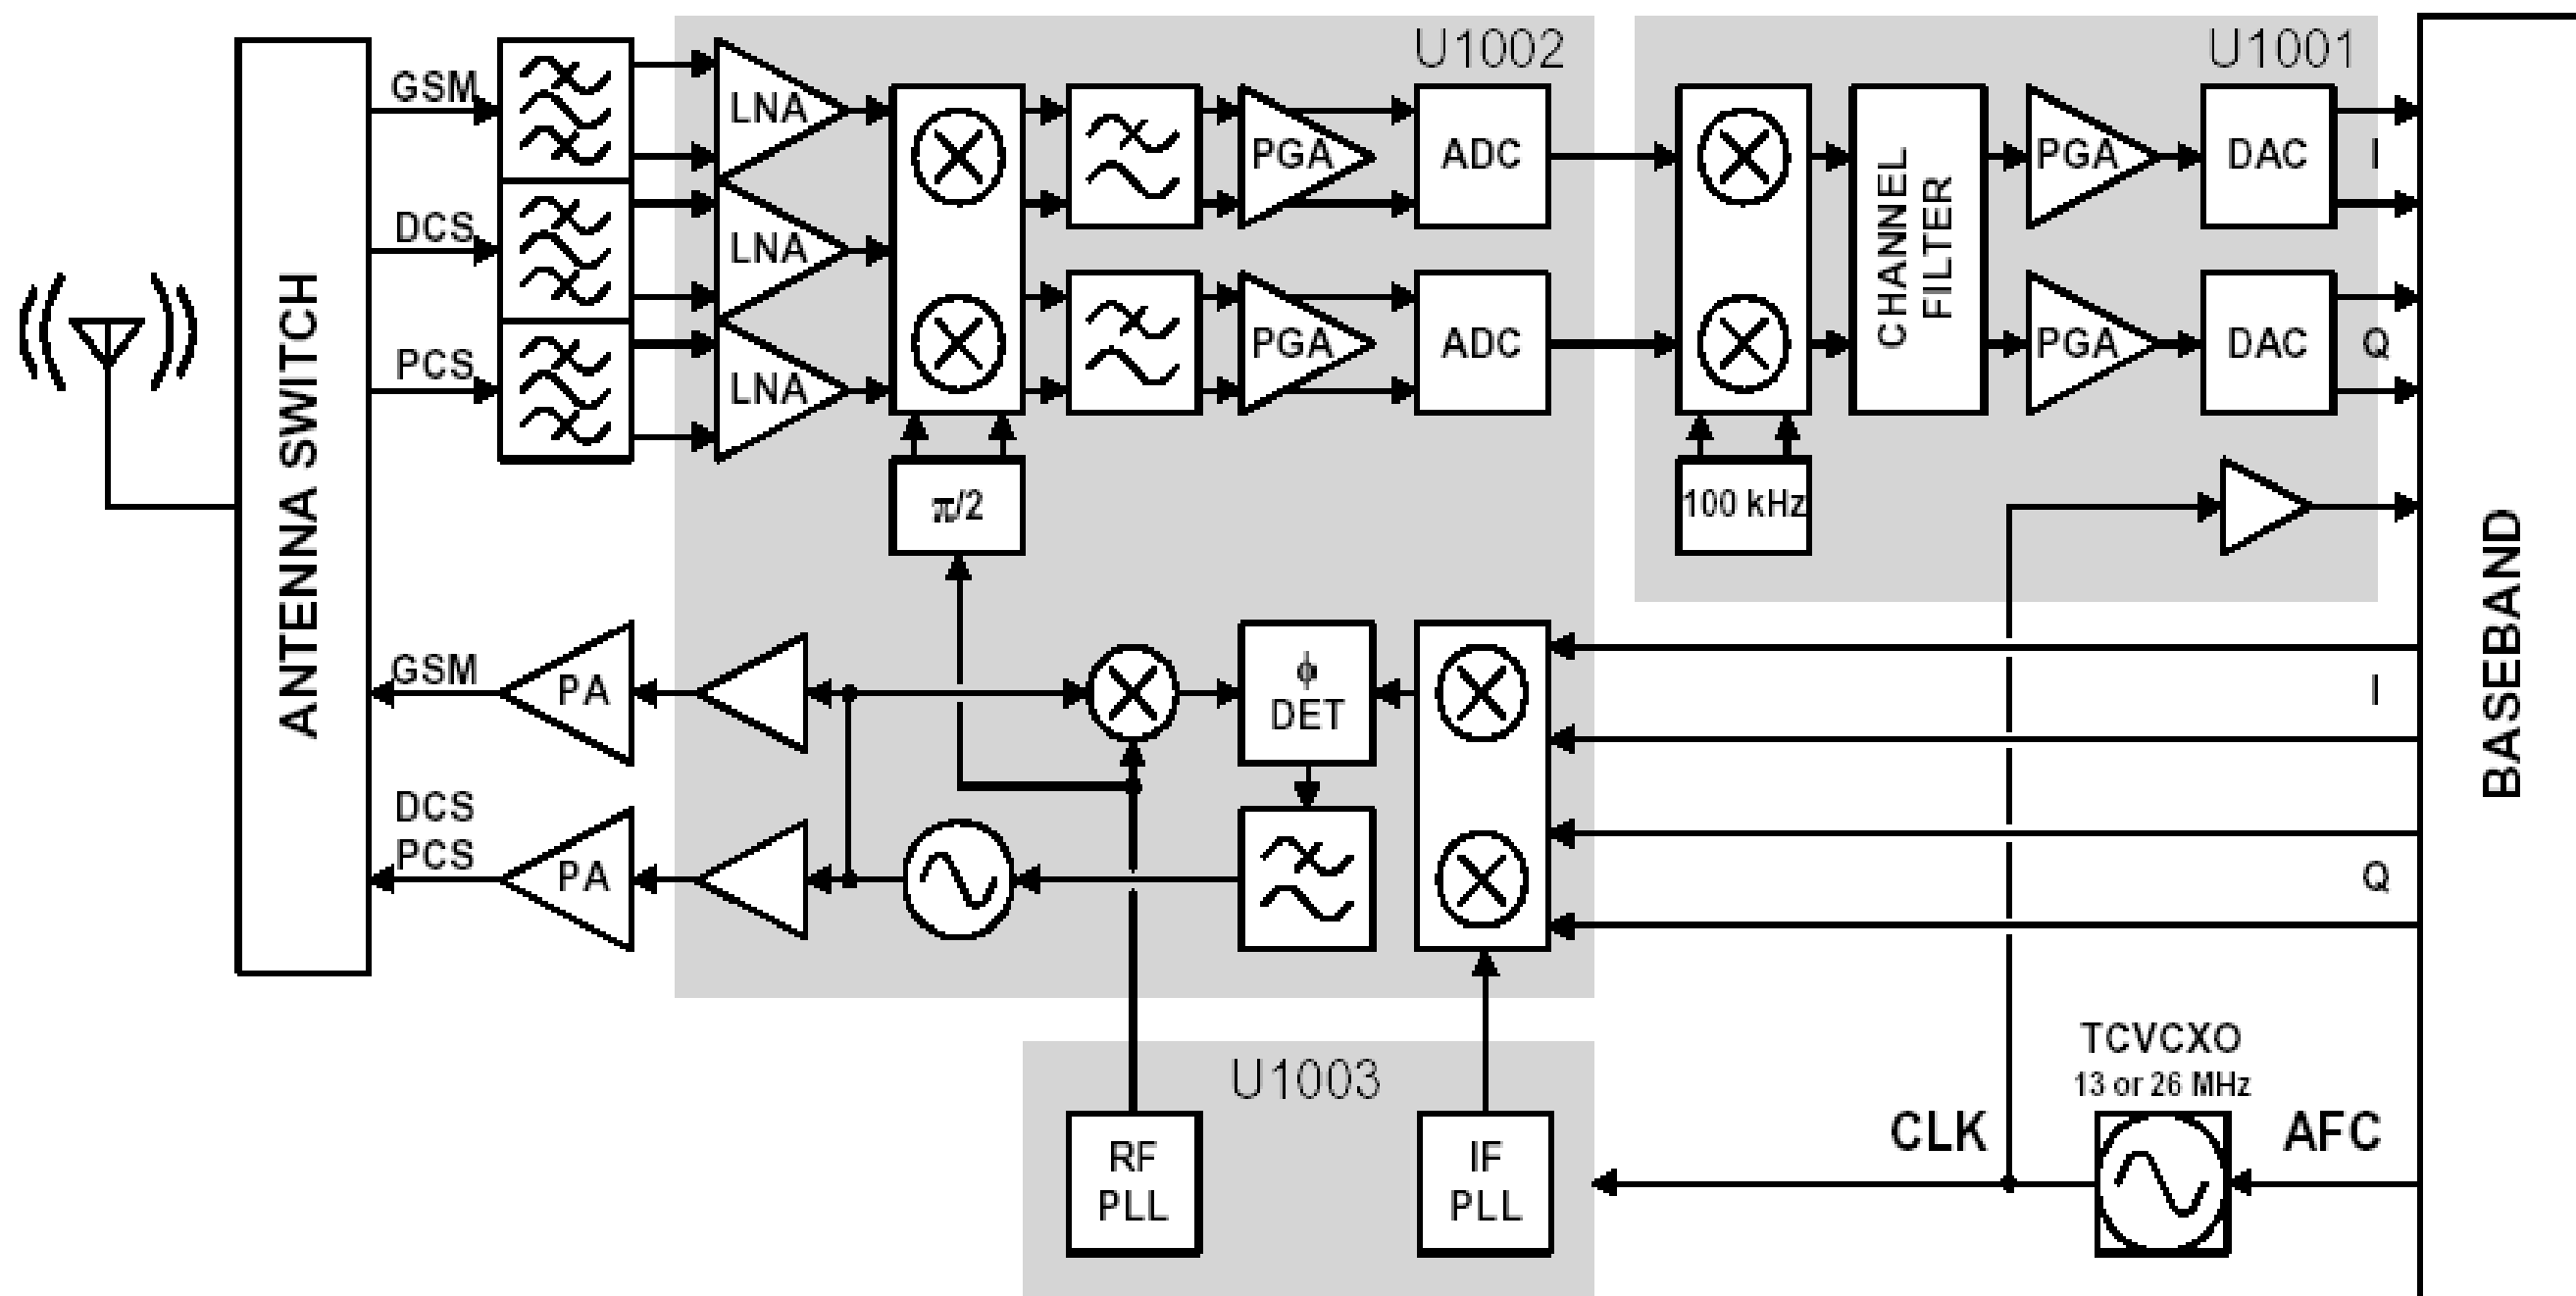 U1002
U1001
GSM
DCS
PCS
LNA
LNA
LNA
PGA
ADC
PGA
ADC
π/2
CHANNEL
FILTER
PGA
DAC
I
PGA
DAC
Q
100 kHz
ANTENNA SWITCH
BASEBAND
GSM
PA
DCS
PCS
PA
ϕ
DET
I
Q
U1003
RF
PLL
IF
PLL
TCVCXO
13 or 26 MHz
CLK
AFC